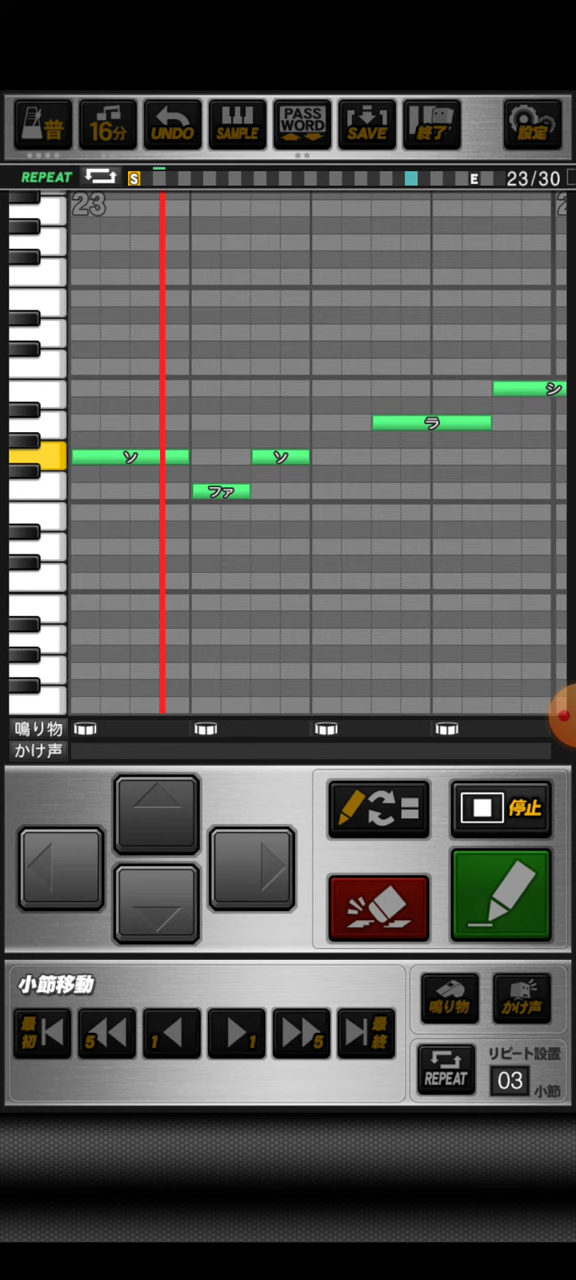 普 16分 UNDO SAMPLE PASS WORD SAVE 終了 設定
REPEAT S E 23/30
23
シ
ラ
ソ ソ
ファ
鳴り物
かけ声
停止
小節移動
鳴り物 かけ声
最初 5 1 1 5 最終
REPEAT リピート設置 03 小節